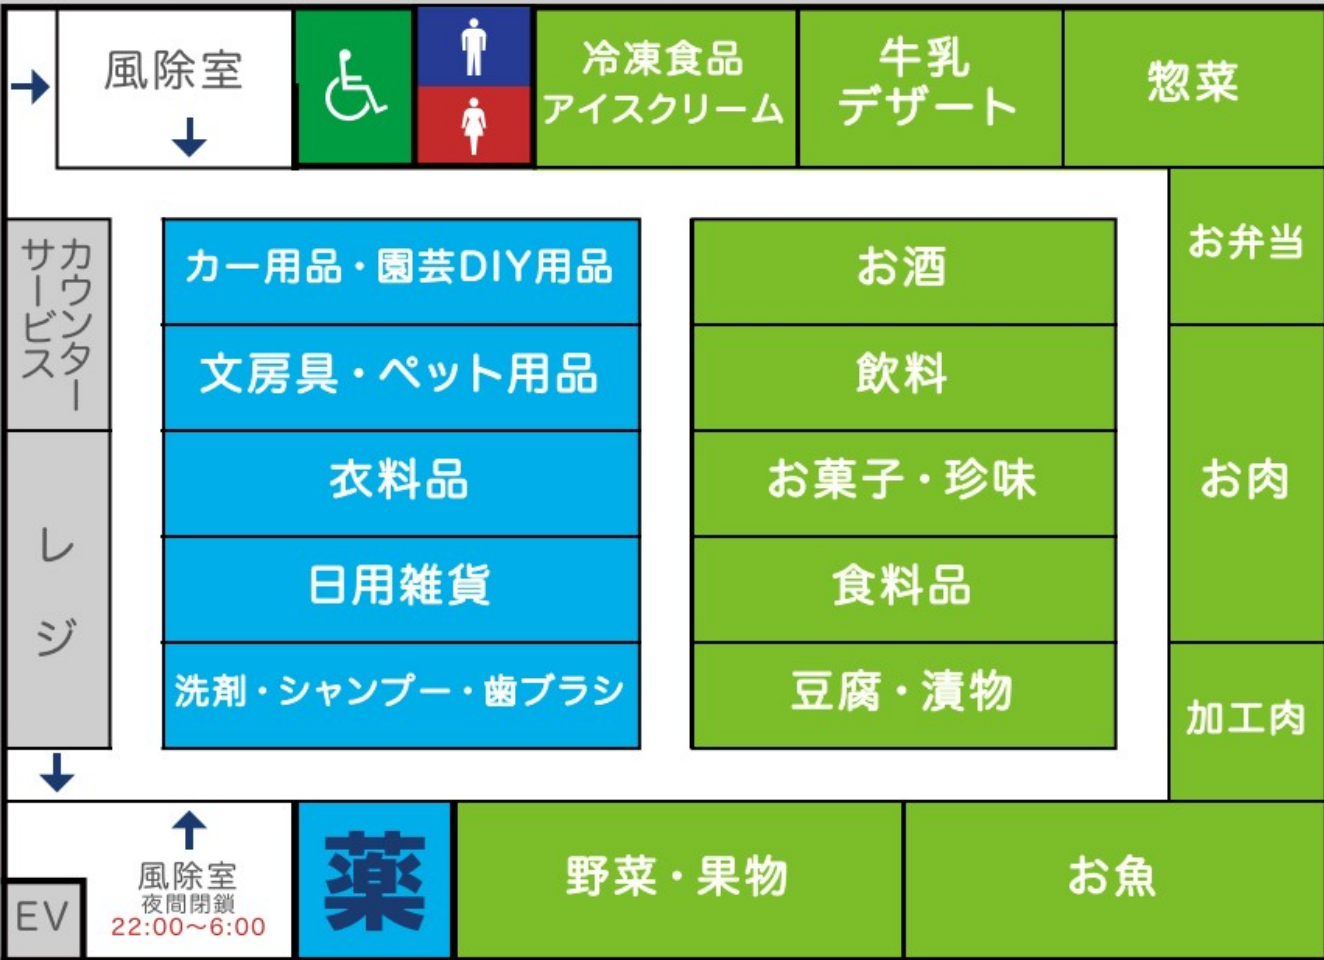 風除室
冷凍食品
アイスクリーム
牛乳
デザート
惣菜
サービス
カウンター
レジ
カー用品・園芸DIY用品
文房具・ペット用品
衣料品
日用雑貨
洗剤・シャンプー・歯ブラシ
お酒
飲料
お菓子・珍味
食料品
豆腐・漬物
お弁当
お肉
加工肉
EV
風除室
夜間閉鎖
22:00〜6:00
薬
野菜・果物
お魚